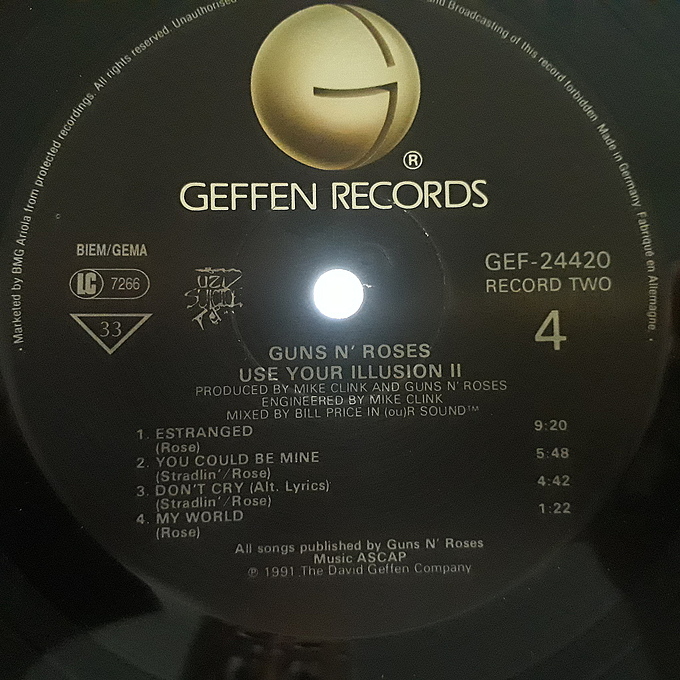 · Marketed by BMG Ariola from protected recordings. All rights reserved. Unauthorised
and Broadcasting of this record forbidden. Made in Germany. Fabriqué en Allemagne. ·
G
®
GEFFEN RECORDS
BIEM/GEMA
LC 7266
33
UZI
SUICIDE
GEF-24420
RECORD TWO
4
GUNS N' ROSES
USE YOUR ILLUSION II
PRODUCED BY MIKE CLINK AND GUNS N' ROSES
ENGINEERED BY MIKE CLINK
MIXED BY BILL PRICE IN (ou)R SOUND™
1. ESTRANGED 9:20
(Rose)
2. YOU COULD BE MINE 5:48
(Stradlin'/Rose)
3. DON'T CRY (Alt. Lyrics) 4:42
(Stradlin'/Rose)
4. MY WORLD 1:22
(Rose)
All songs published by Guns N' Roses
Music ASCAP
℗ 1991 The David Geffen Company